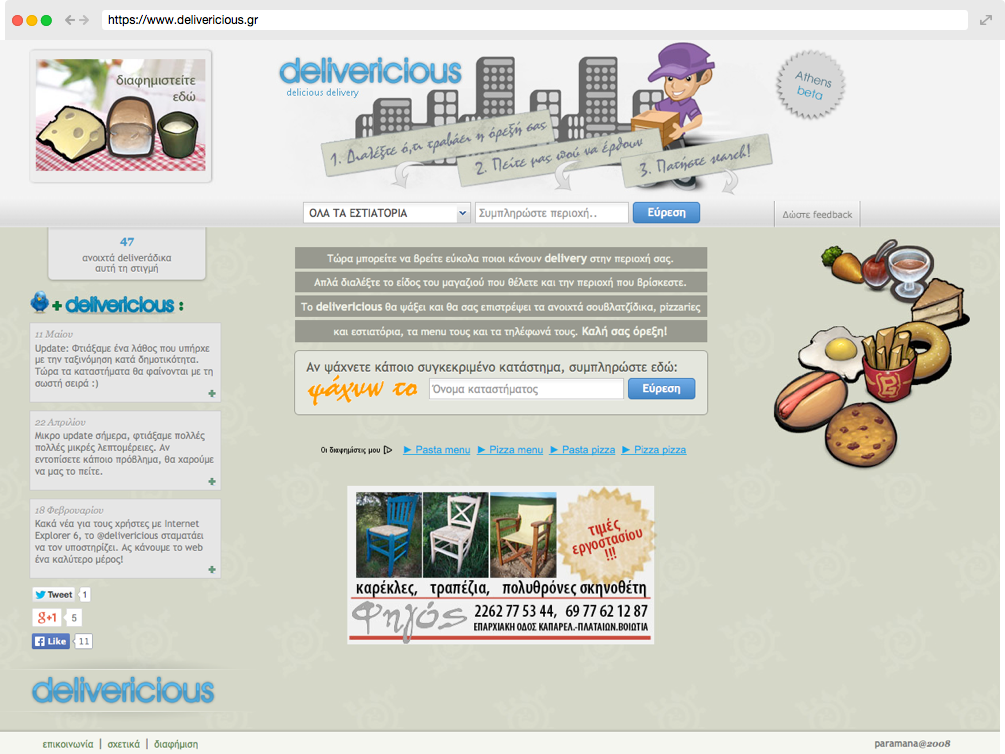 https://www.delivericious.gr
διαφημιστείτε
εδώ
delivericious
delicious delivery
1. Διαλέξτε ό,τι τραβάει η όρεξή σας
2. Πείτε μας πού να έρθουν
3. Πατήστε search!
Athens
beta
ΟΛΑ ΤΑ ΕΣΤΙΑΤΟΡΙΑ
Συμπληρώστε περιοχή..
Εύρεση
Δώστε feedback
47
ανοιχτά deliverάδικα
αυτή τη στιγμή
+ delivericious :
11 Μαΐου
Update: Φτιάξαμε ένα λάθος που υπήρχε
με την ταξινόμηση κατά δημοτικότητα.
Τώρα τα καταστήματα θα φαίνονται με τη
σωστή σειρά :)
22 Απριλίου
Μικρο update σήμερα, φτιάξαμε πολλές
πολλές μικρές λεπτομέρειες. Αν
εντοπίσετε κάποιο πρόβλημα, θα χαρούμε
να μας το πείτε.
18 Φεβρουαρίου
Κακά νέα για τους χρήστες με Internet
Explorer 6, το @delivericious σταματάει
να τον υποστηρίζει. Ας κάνουμε το web
ένα καλύτερο μέρος!
Tweet 1
g+1 5
Like 11
delivericious
Τώρα μπορείτε να βρείτε εύκολα ποιοι κάνουν delivery στην περιοχή σας.
Απλά διαλέξτε το είδος του μαγαζιού που θέλετε και την περιοχή που βρίσκεστε.
Το delivericious θα ψάξει και θα σας επιστρέψει τα ανοιχτά σουβλατζίδικα, pizzaries
και εστιατόρια, τα menu τους και τα τηλέφωνά τους. Καλή σας όρεξη!
Αν ψάχνετε κάποιο συγκεκριμένο κατάστημα, συμπληρώστε εδώ:
ψάχνω το
Όνομα καταστήματος
Εύρεση
Οι διαφημίσεις μου
► Pasta menu ► Pizza menu ► Pasta pizza ► Pizza pizza
τιμές
εργοστασίου
!!!
καρέκλες, τραπέζια, πολυθρόνες σκηνοθέτη
Φηγός
2262 77 53 44, 69 77 62 12 87
ΕΠΑΡΧΙΑΚΗ ΟΔΟΣ ΚΑΠΑΡΕΛ.-ΠΛΑΤΑΙΩΝ.ΒΟΙΩΤΙΑ
επικοινωνία | σχετικά | διαφήμιση
paramana@2008